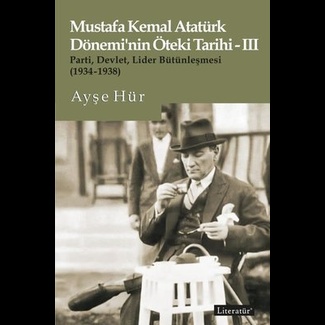 Mustafa Kemal Atatürk
Dönemi'nin Öteki Tarihi - III
Parti, Devlet, Lider Bütünleşmesi
(1934-1938)
Ayşe Hür
Literatür